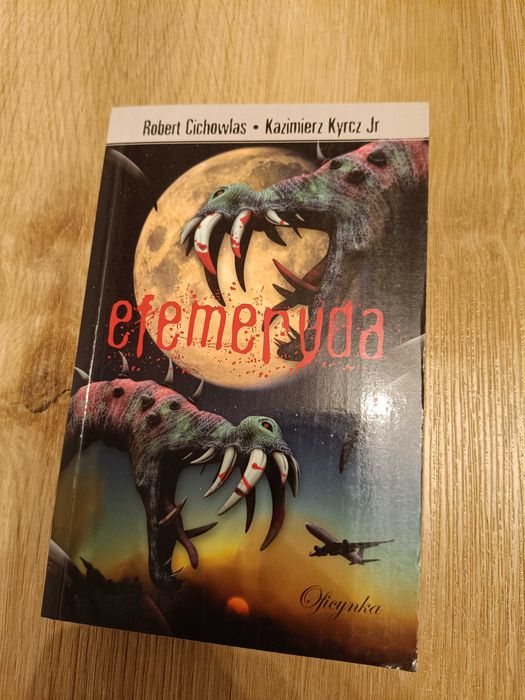 Robert Cichowlas • Kazimierz Kyrcz Jr
efemeryda
Oficynka